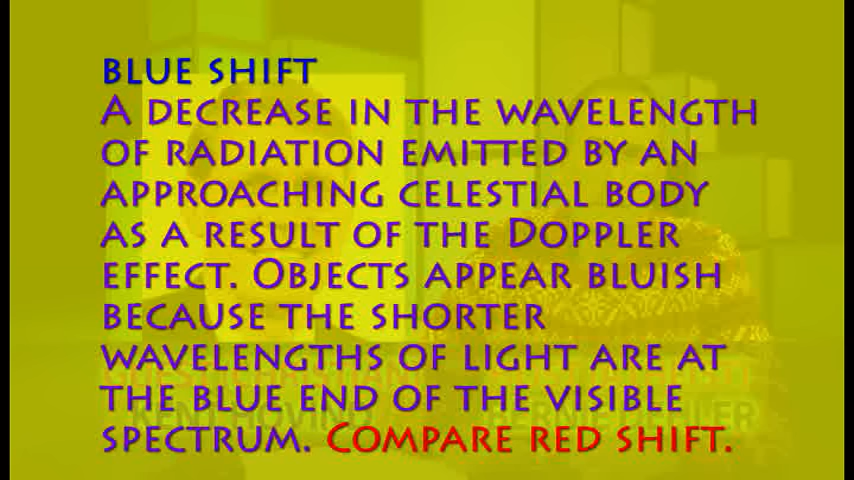 BLUE SHIFT
A DECREASE IN THE WAVELENGTH
OF RADIATION EMITTED BY AN
APPROACHING CELESTIAL BODY
AS A RESULT OF THE DOPPLER
EFFECT. OBJECTS APPEAR BLUISH
BECAUSE THE SHORTER
WAVELENGTHS OF LIGHT ARE AT
THE BLUE END OF THE VISIBLE
SPECTRUM. COMPARE RED SHIFT.